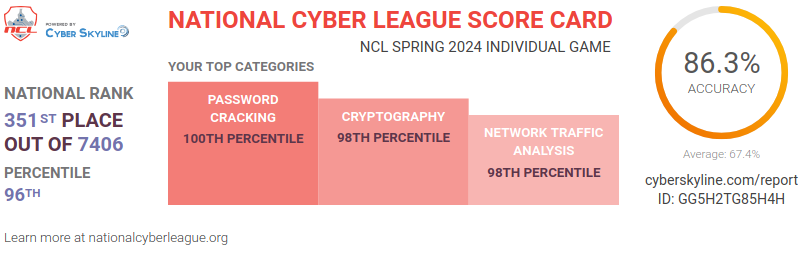 NCL
POWERED BY
CYBER SKYLINE
NATIONAL CYBER LEAGUE SCORE CARD
NCL SPRING 2024 INDIVIDUAL GAME
NATIONAL RANK
351ST PLACE
OUT OF 7406
PERCENTILE
96TH
YOUR TOP CATEGORIES
PASSWORD
CRACKING
100TH PERCENTILE
CRYPTOGRAPHY
98TH PERCENTILE
NETWORK TRAFFIC
ANALYSIS
98TH PERCENTILE
86.3%
ACCURACY
Average: 67.4%
cyberskyline.com/report
ID: GG5H2TG85H4H
Learn more at nationalcyberleague.org